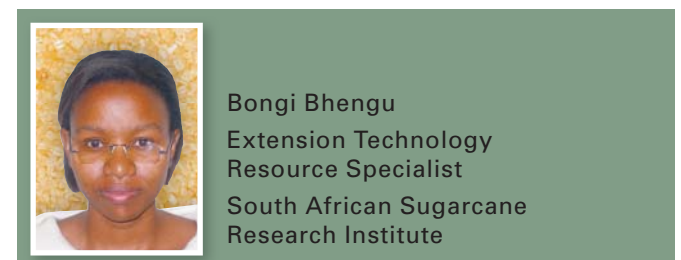 Bongi Bhengu
Extension Technology
Resource Specialist
South African Sugarcane
Research Institute